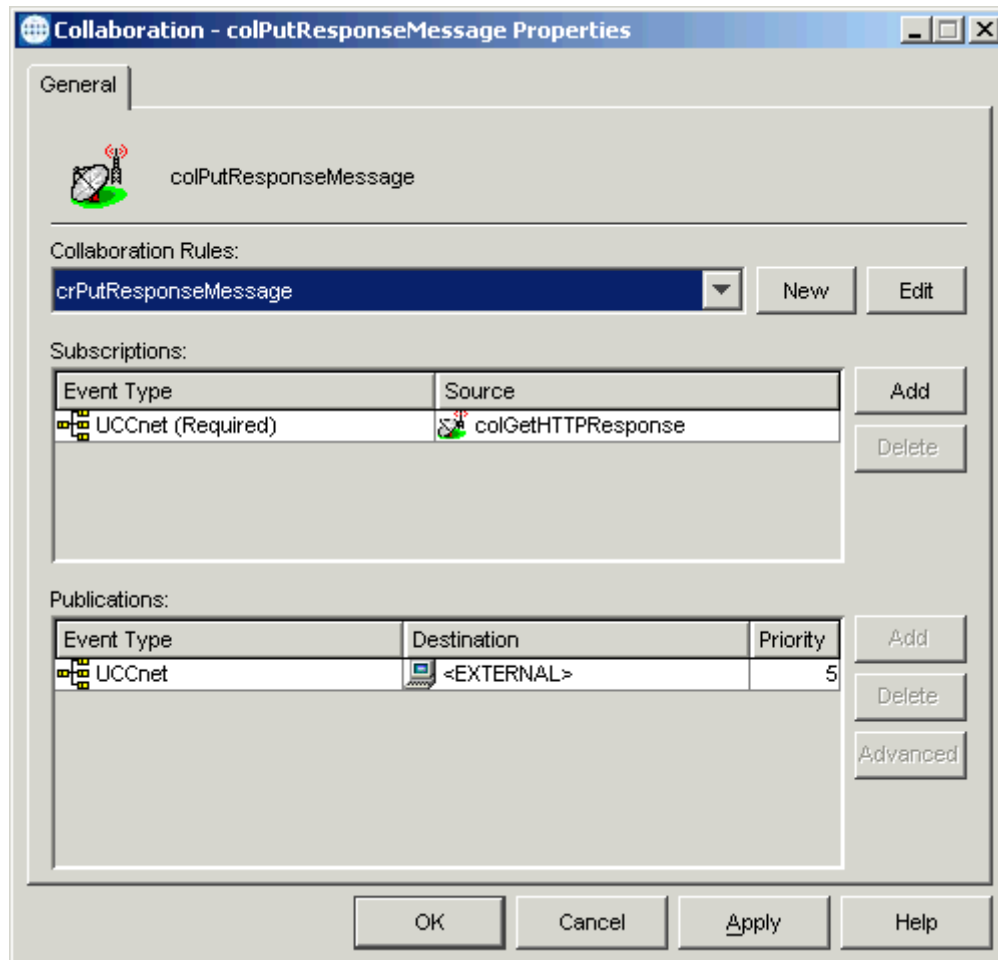 Collaboration - colPutResponseMessage Properties
General
colPutResponseMessage
Collaboration Rules:
crPutResponseMessage
New
Edit
Subscriptions:
Event Type Source
Add
UCCnet (Required) colGetHTTPResponse
Delete
Publications:
Event Type Destination Priority
Add
UCCnet <EXTERNAL> 5
Delete
Advanced
OK Cancel Apply Help